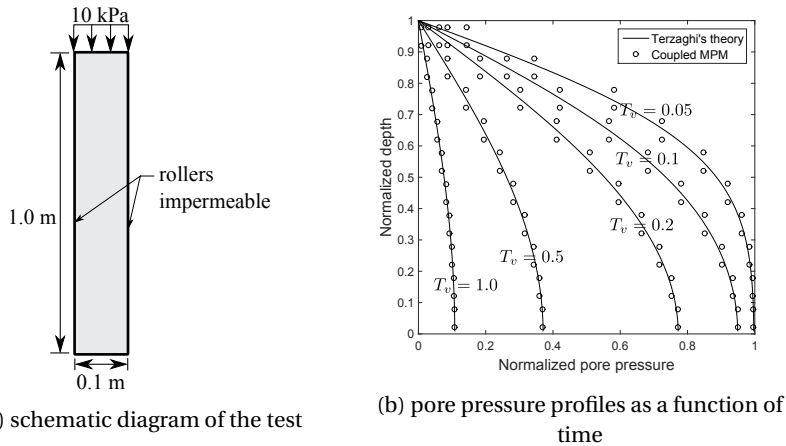 10 kPa
1.0 m
rollers
impermeable
0.1 m
) schematic diagram of the test
1
0.9
0.8
0.7
0.6
0.5
0.4
0.3
0.2
0.1
0
Normalized depth
Terzaghi's theory
Coupled MPM
T_v = 0.05
T_v = 0.1
T_v = 0.2
T_v = 0.5
T_v = 1.0
0
0.2
0.4
0.6
0.8
1
Normalized pore pressure
(b) pore pressure profiles as a function of
time